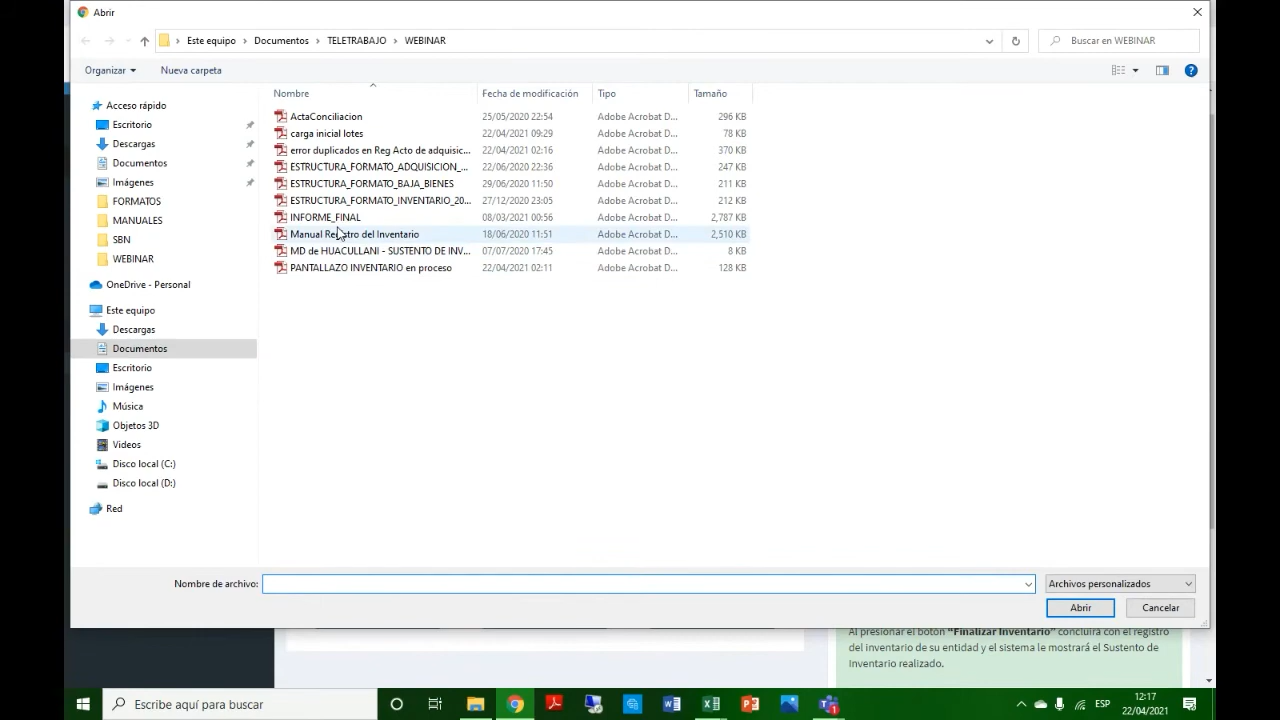 Abrir
Este equipo > Documentos > TELETRABAJO > WEBINAR
Buscar en WEBINAR
Organizar
Nueva carpeta
Nombre Fecha de modificación Tipo Tamaño
Acceso rápido
Escritorio
Descargas
Documentos
Imágenes
FORMATOS
MANUALES
SBN
WEBINAR
OneDrive - Personal
Este equipo
Descargas
Documentos
Escritorio
Imágenes
Música
Objetos 3D
Videos
Disco local (C:)
Disco local (D:)
Red
ActaConciliacion 25/05/2020 22:54 Adobe Acrobat D... 296 KB
carga inicial lotes 22/04/2021 09:29 Adobe Acrobat D... 78 KB
error duplicados en Reg Acto de adquisic... 22/04/2021 02:16 Adobe Acrobat D... 370 KB
ESTRUCTURA_FORMATO_ADQUISICION_... 22/06/2020 22:36 Adobe Acrobat D... 247 KB
ESTRUCTURA_FORMATO_BAJA_BIENES 29/06/2020 11:50 Adobe Acrobat D... 211 KB
ESTRUCTURA_FORMATO_INVENTARIO_20... 27/12/2020 23:05 Adobe Acrobat D... 212 KB
INFORME_FINAL 08/03/2021 00:56 Adobe Acrobat D... 2,787 KB
Manual Registro del Inventario 18/06/2020 11:51 Adobe Acrobat D... 2,510 KB
MD de HUACULLANI - SUSTENTO DE INV... 07/07/2020 17:45 Adobe Acrobat D... 8 KB
PANTALLAZO INVENTARIO en proceso 22/04/2021 02:11 Adobe Acrobat D... 128 KB
Nombre de archivo:
Archivos personalizados
Abrir
Cancelar
Al presionar el botón “Finalizar Inventario” concluirá con el registro
del inventario de su entidad y el sistema le mostrará el Sustento de
Inventario realizado.
Escribe aquí para buscar
ESP
12:17
22/04/2021